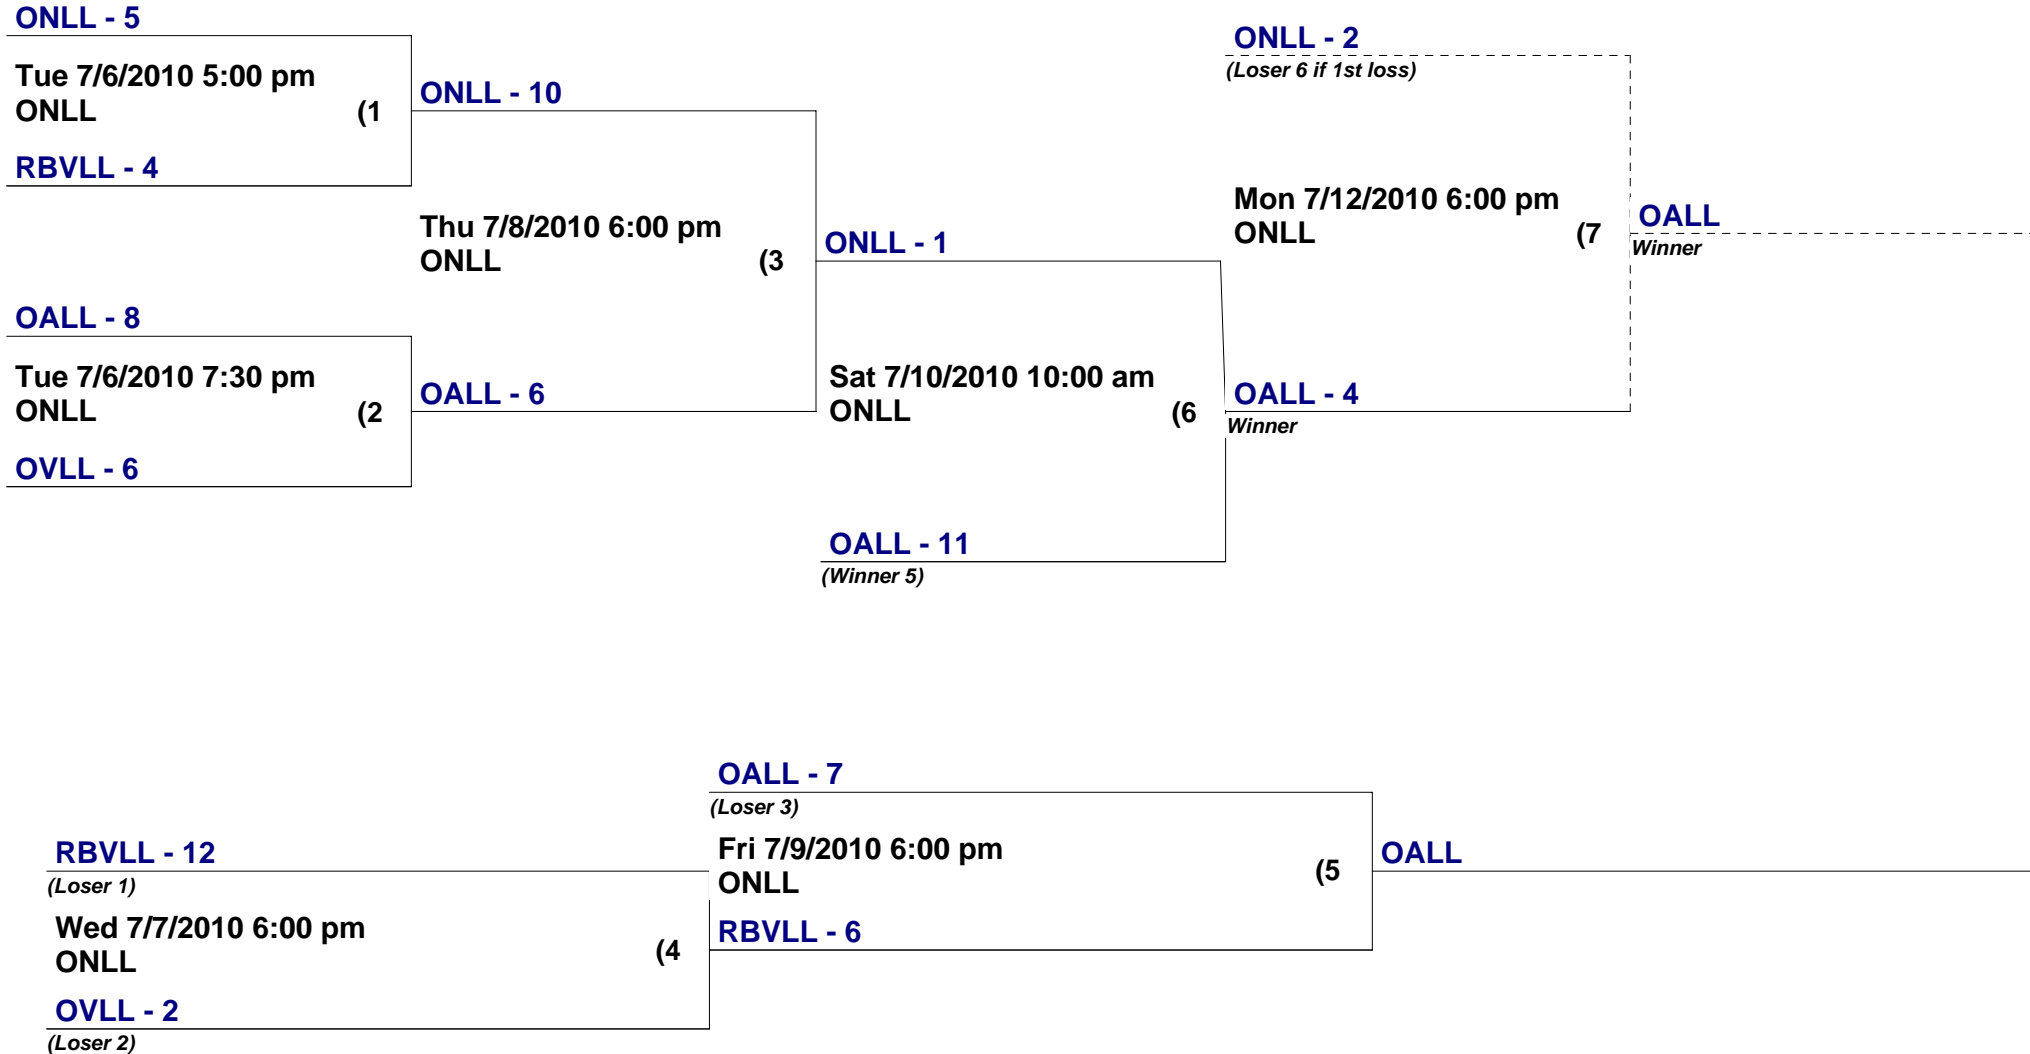 ONLL - 5
Tue 7/6/2010 5:00 pm
ONLL (1
RBVLL - 4
OALL - 8
Tue 7/6/2010 7:30 pm
ONLL (2
OVLL - 6
ONLL - 10
Thu 7/8/2010 6:00 pm
ONLL (3
OALL - 6
ONLL - 1
Sat 7/10/2010 10:00 am
ONLL (6
OALL - 11
(Winner 5)
ONLL - 2
(Loser 6 if 1st loss)
Mon 7/12/2010 6:00 pm
ONLL (7
OALL - 4
Winner
OALL
Winner
RBVLL - 12
(Loser 1)
Wed 7/7/2010 6:00 pm
ONLL (4
OVLL - 2
(Loser 2)
OALL - 7
(Loser 3)
Fri 7/9/2010 6:00 pm
ONLL (5
RBVLL - 6
OALL